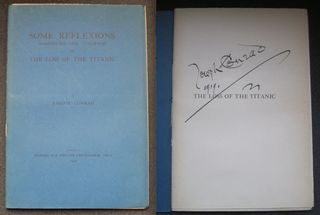 SOME REFLEXIONS
SEAMANLIKE AND OTHERWISE
ON
THE LOSS OF THE TITANIC
JOSEPH CONRAD
Joseph Conrad
1919.
THE LOSS OF THE TITANIC